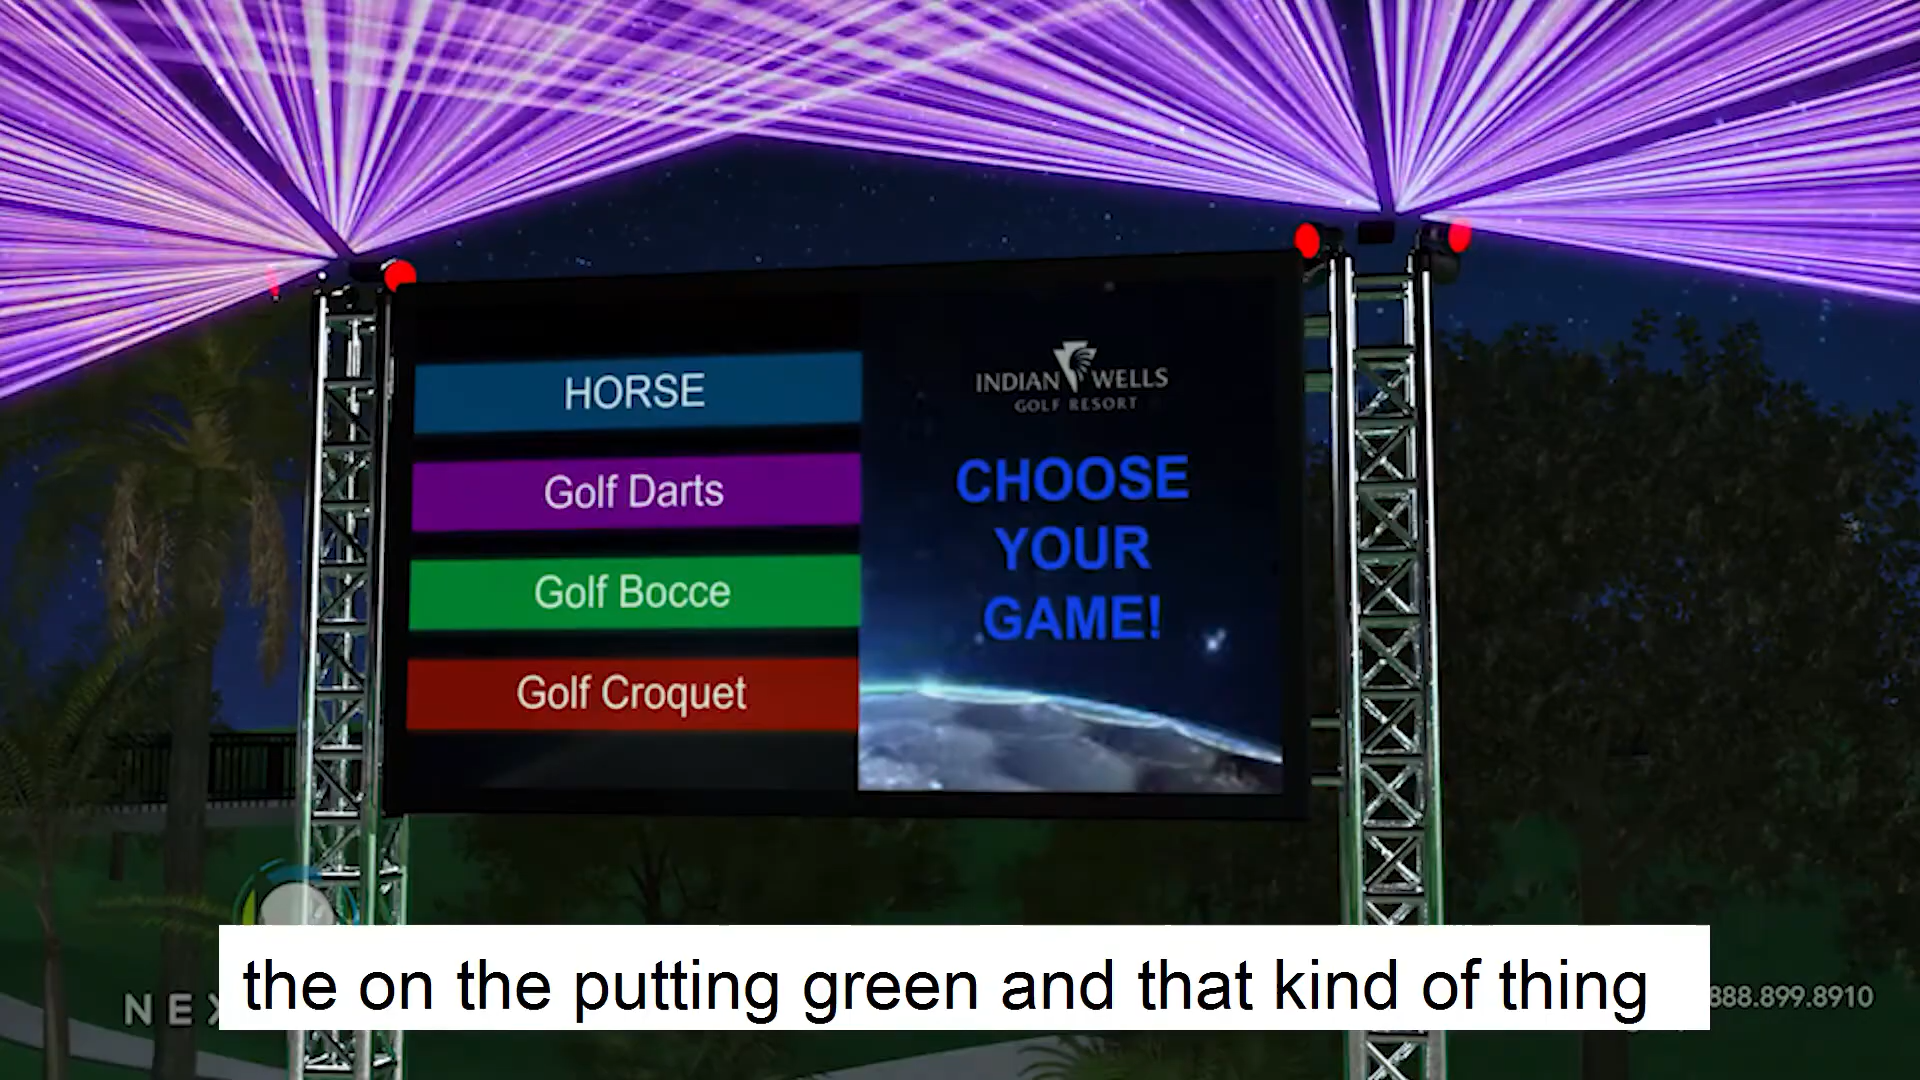 HORSE
Golf Darts
Golf Bocce
Golf Croquet
INDIAN WELLS
GOLF RESORT
CHOOSE
YOUR
GAME!
the on the putting green and that kind of thing
888.899.8910